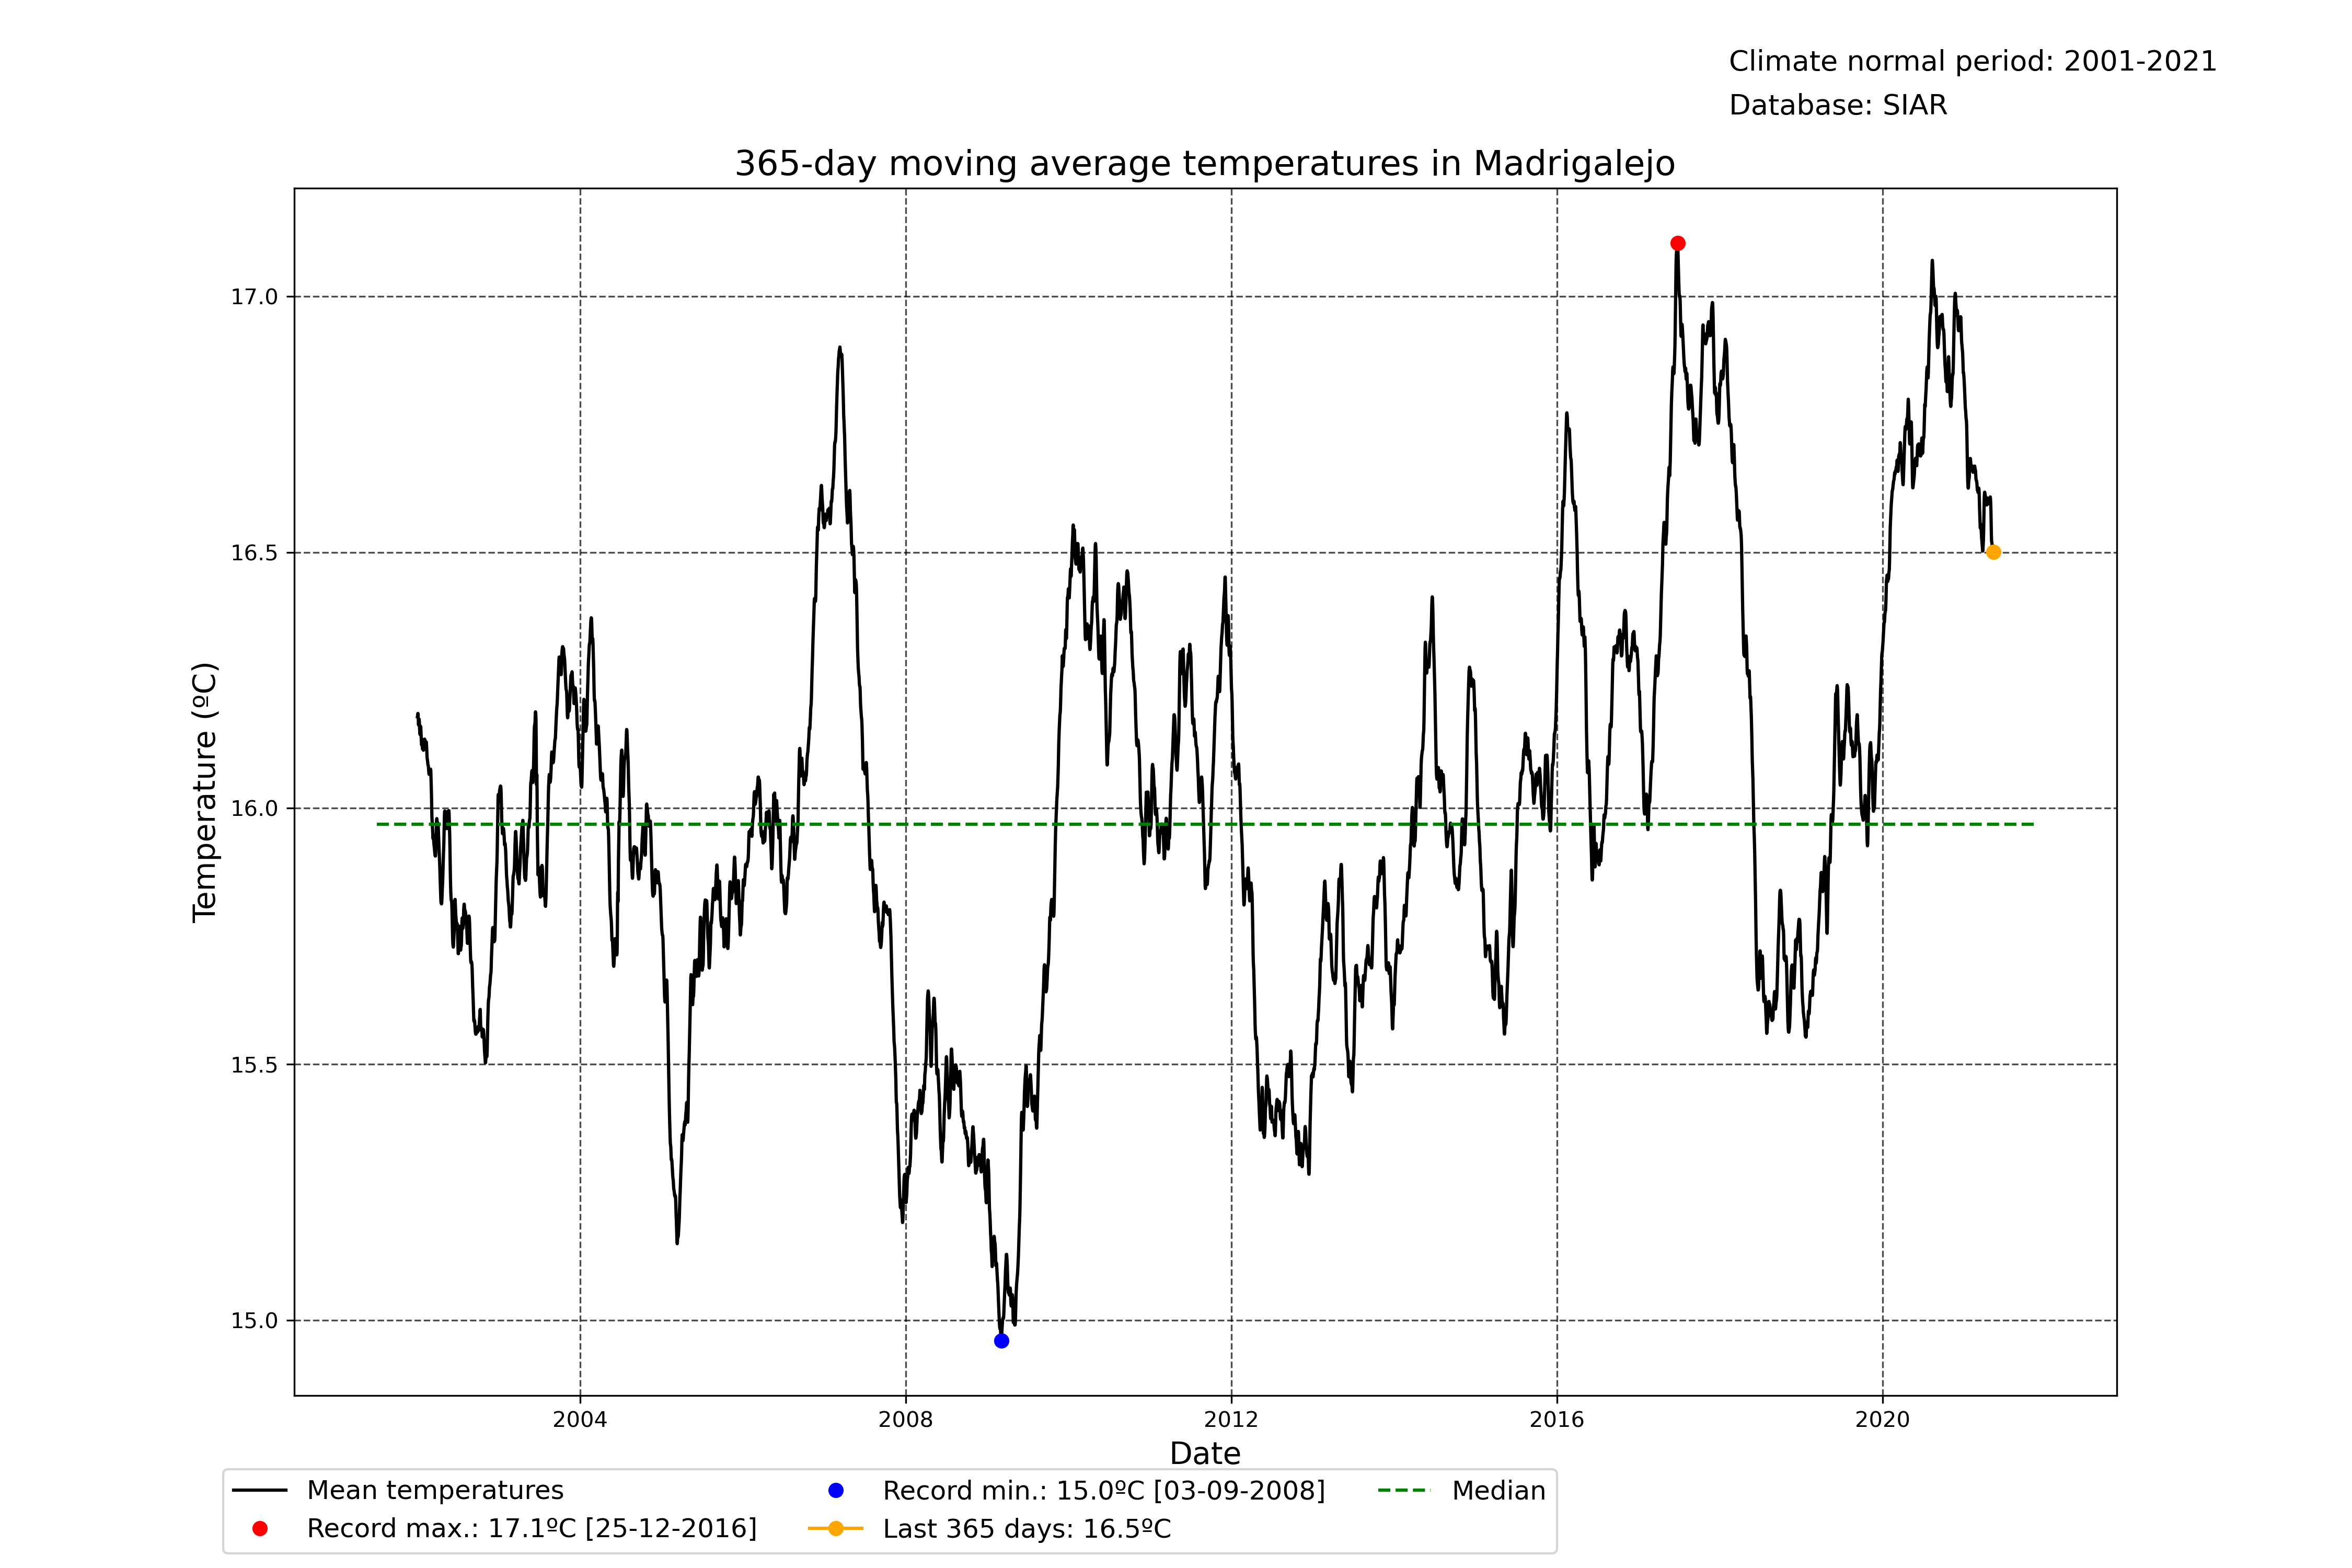 Climate normal period: 2001-2021
Database: SIAR
365-day moving average temperatures in Madrigalejo
17.0
16.5
16.0
15.5
15.0
Temperature (ºC)
2004 2008 2012 2016 2020
Date
Mean temperatures
Record max.: 17.1ºC [25-12-2016]
Record min.: 15.0ºC [03-09-2008]
Last 365 days: 16.5ºC
Median